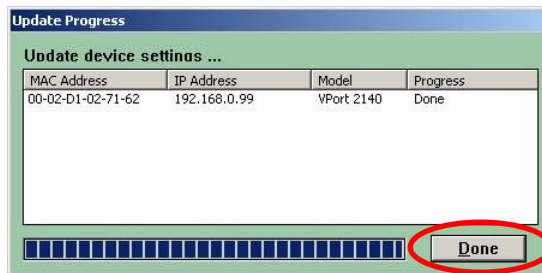 Update Progress
Update device settings ...
MAC Address IP Address Model Progress
00-02-D1-02-71-62 192.168.0.99 VPort 2140 Done
Done